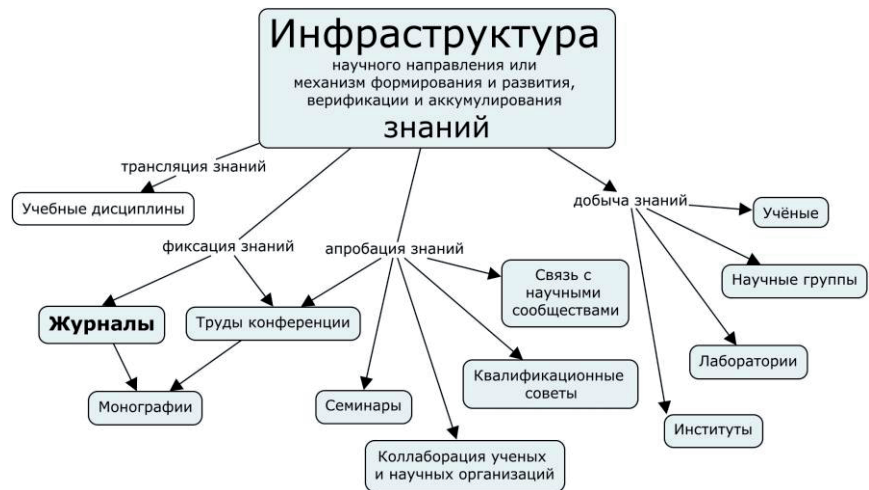 Инфраструктура
научного направления или
механизм формирования и развития,
верификации и аккумулирования
знаний
трансляция знаний
Учебные дисциплины
добыча знаний
Учёные
фиксация знаний
апробация знаний
Связь с
научными
сообществами
Научные группы
Журналы
Труды конференции
Лаборатории
Квалификационные
советы
Монографии
Семинары
Институты
Коллаборация ученых
и научных организаций